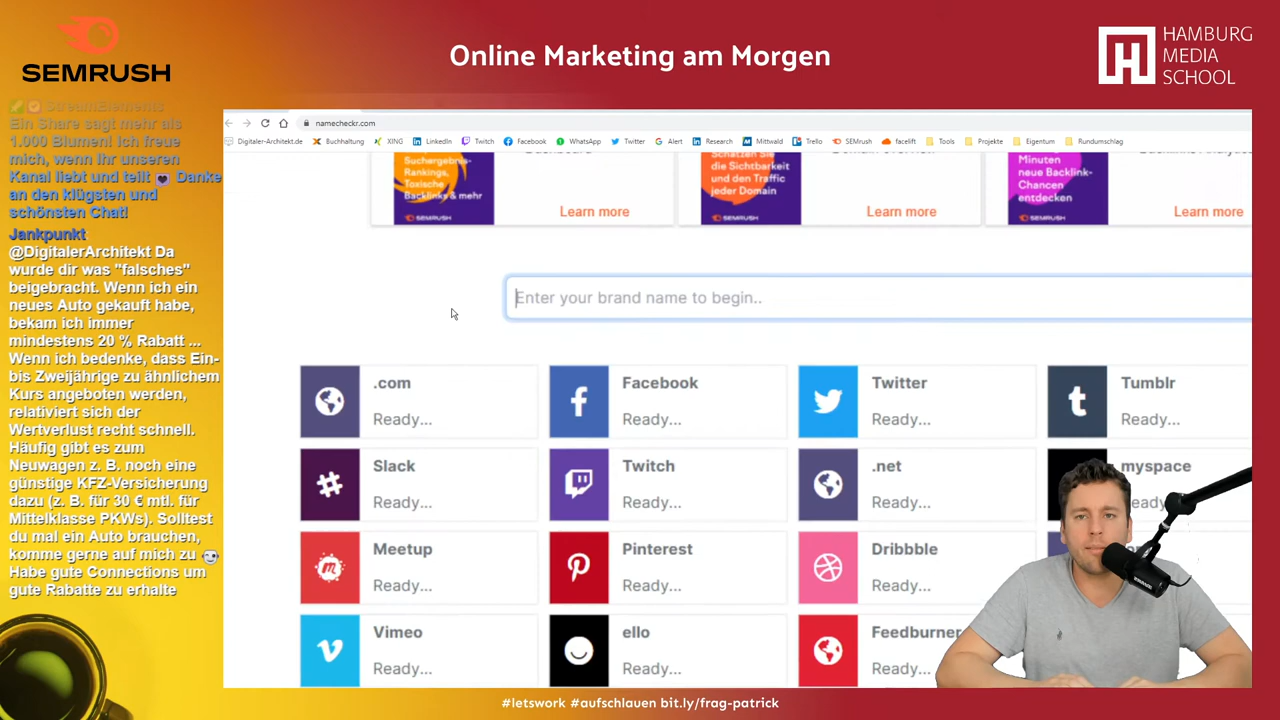 SEMRUSH
Online Marketing am Morgen
HAMBURG
MEDIA
SCHOOL
StreamElements
Ein Share sagt mehr als
1.000 Blumen! Ich freue
mich, wenn Ihr unseren
Kanal liebt und teilt Danke
an den klügsten und
schönsten Chat!
Jankpunkt
@DigitalerArchitekt Da
wurde dir was "falsches"
beigebracht. Wenn ich ein
neues Auto gekauft habe,
bekam ich immer
mindestens 20 % Rabatt ...
Wenn ich bedenke, dass Ein-
bis Zweijährige zu ähnlichem
Kurs angeboten werden,
relativiert sich der
Wertverlust recht schnell.
Häufig gibt es zum
Neuwagen z. B. noch eine
günstige KFZ-Versicherung
dazu (z. B. für 30 € mtl. für
Mittelklasse PKWs). Solltest
du mal ein Auto brauchen,
komme gerne auf mich zu
Habe gute Connections um
gute Rabatte zu erhalte
namecheckr.com
Digitaler-Architekt.de Buchhaltung XING LinkedIn Twitch Facebook WhatsApp Twitter Alert Research Mittwald Trello SEMrush facelift Tools Projekte Eigentum Rundumschlag
Suchergebnis-
Rankings,
Toxische
Backlinks & mehr
SEMRUSH
Learn more
Schätzen Sie
die Sichtbarkeit
und den Traffic
jeder Domain
SEMRUSH
Learn more
Minuten
neue Backlink-
Chancen
entdecken
SEMRUSH
Learn more
Enter your brand name to begin..
.com
Ready...
Facebook
Ready...
Twitter
Ready...
Tumblr
Ready...
Slack
Ready...
Twitch
Ready...
.net
Ready...
myspace
Meetup
Ready...
Pinterest
Ready...
Dribbble
Ready...
Vimeo
Ready...
ello
Ready...
Feedburner
Ready...
#letswork #aufschlauen bit.ly/frag-patrick